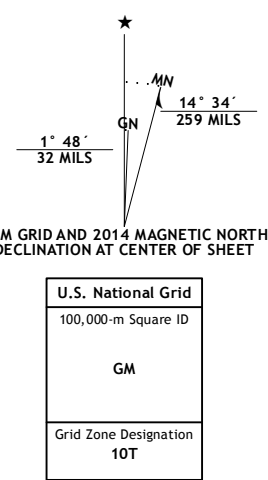 ★
MN
GN
14° 34´
259 MILS
1° 48´
32 MILS
M GRID AND 2014 MAGNETIC NORTH
DECLINATION AT CENTER OF SHEET
U.S. National Grid
100,000-m Square ID
GM
Grid Zone Designation
10T